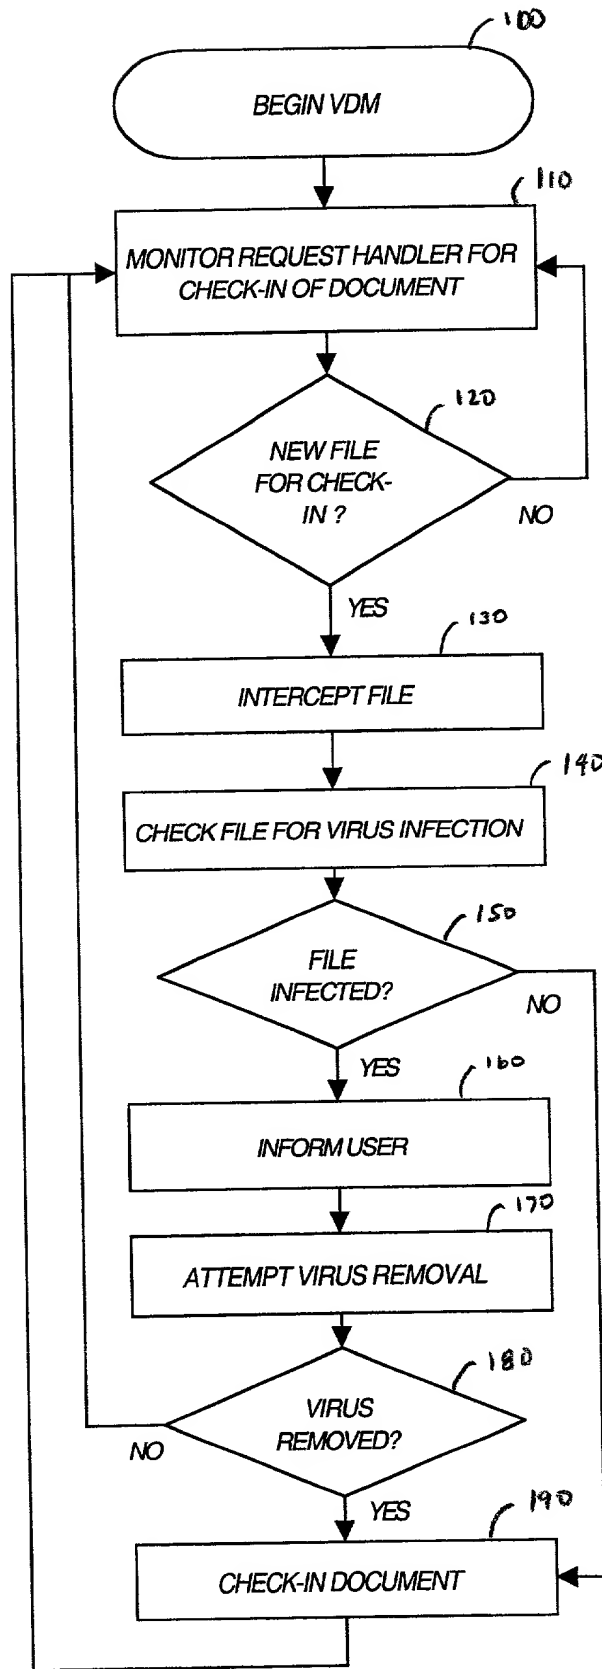 100
BEGIN VDM
110
MONITOR REQUEST HANDLER FOR
CHECK-IN OF DOCUMENT
120
NEW FILE
FOR CHECK-
IN ?
NO
YES
130
INTERCEPT FILE
140
CHECK FILE FOR VIRUS INFECTION
150
FILE
INFECTED?
NO
YES
160
INFORM USER
170
ATTEMPT VIRUS REMOVAL
180
VIRUS
REMOVED?
NO
YES
190
CHECK-IN DOCUMENT